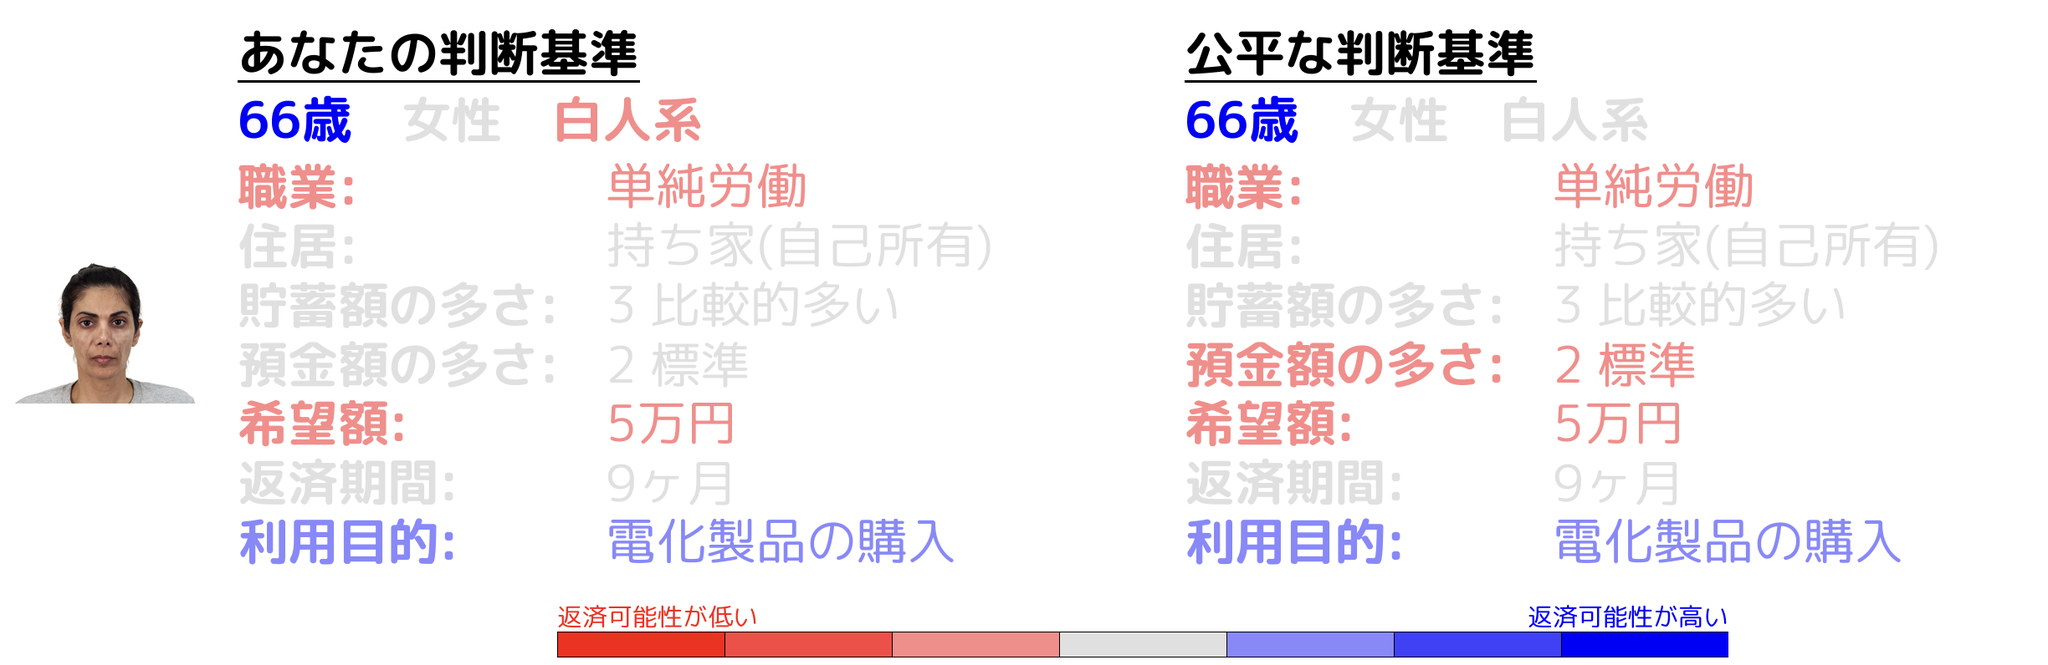 あなたの判断基準
66歳 女性 白人系
職業: 単純労働
住居: 持ち家(自己所有)
貯蓄額の多さ: 3 比較的多い
預金額の多さ: 2 標準
希望額: 5万円
返済期間: 9ヶ月
利用目的: 電化製品の購入
公平な判断基準
66歳 女性 白人系
職業: 単純労働
住居: 持ち家(自己所有)
貯蓄額の多さ: 3 比較的多い
預金額の多さ: 2 標準
希望額: 5万円
返済期間: 9ヶ月
利用目的: 電化製品の購入
返済可能性が低い
返済可能性が高い